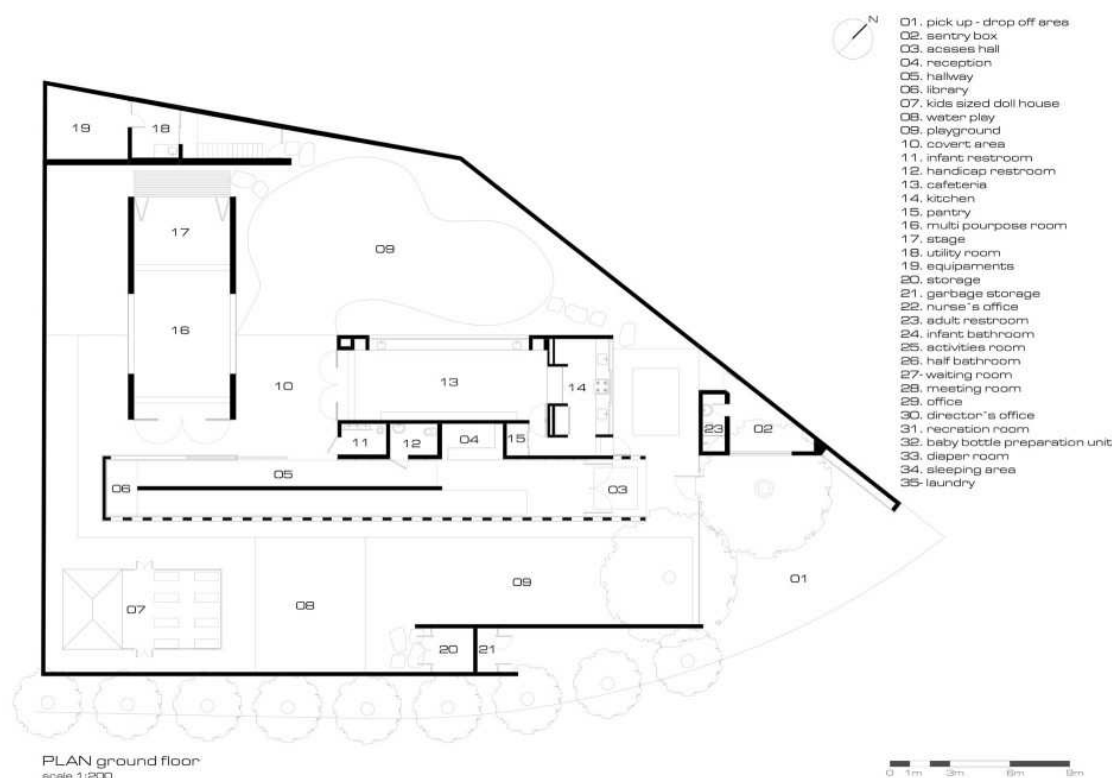 N
01. pick up - drop off area
02. sentry box
03. acsses hall
04. reception
05. hallway
06. library
07. kids sized doll house
08. water play
09. playground
10. covert area
11. infant restroom
12. handicap restroom
13. cafeteria
14. kitchen
15. pantry
16. multi pourpose room
17. stage
18. utility room
19. equipaments
20. storage
21. garbage storage
22. nurse´s office
23. adult restroom
24. infant bathroom
25. activities room
26. half bathroom
27- waiting room
28. meeting room
29. office
30. director´s office
31. recration room
32. baby bottle preparation unit
33. diaper room
34. sleeping area
35- laundry
19
18
17
09
16
10
13
14
11
12
04
15
23
02
05
06
03
07
08
09
01
20
21
PLAN ground floor
scale 1:200
0 1m 3m 6m 9m